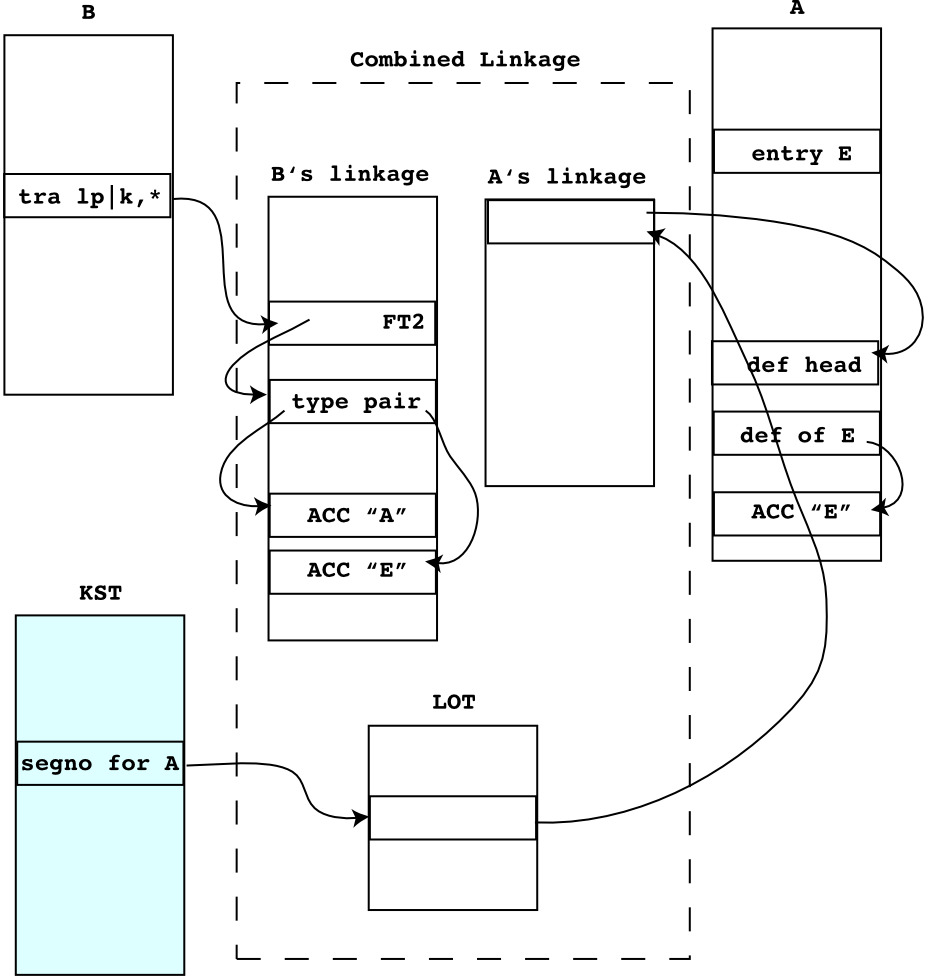 B
A
Combined Linkage
entry E
B‘s linkage
A‘s linkage
tra lp|k,*
FT2
def head
type pair
def of E
ACC “A”
ACC “E”
ACC “E”
KST
LOT
segno for A